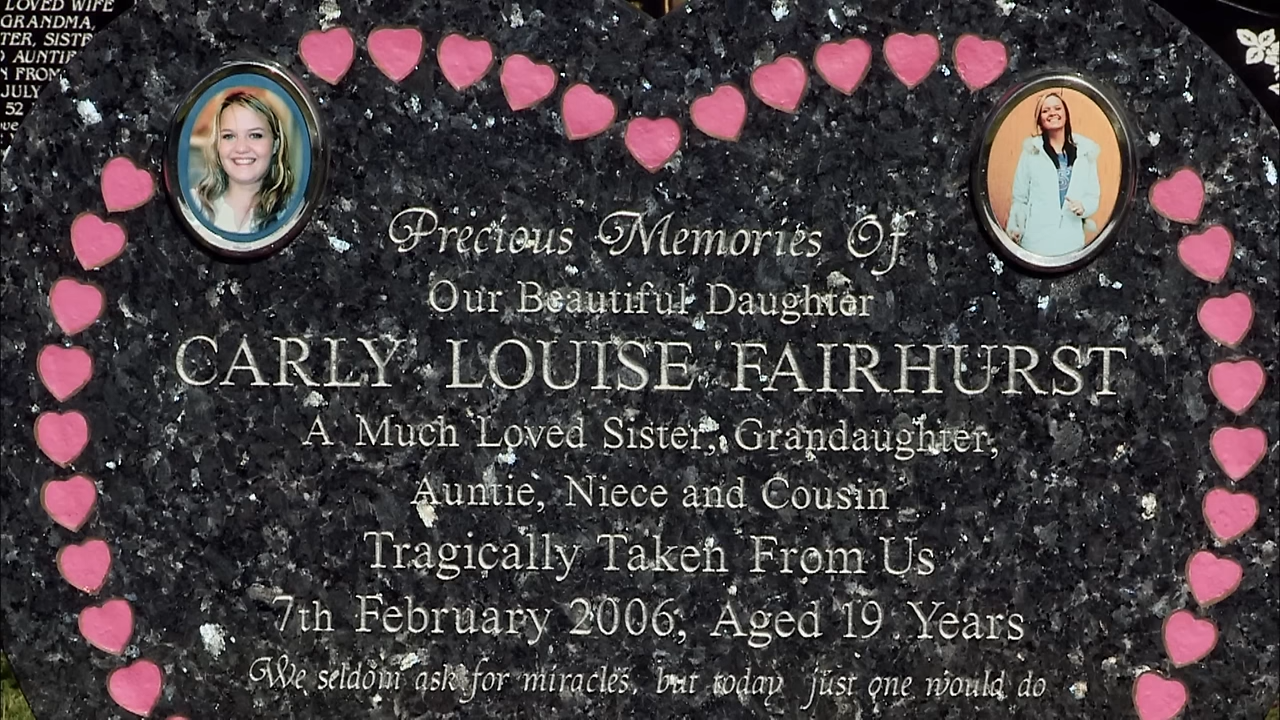 LOVED WIFE
GRANDMA,
AUNTIE
FROM
JULY
52
Precious Memories Of
Our Beautiful Daughter
CARLY LOUISE FAIRHURST
A Much Loved Sister, Grandaughter,
Auntie, Niece and Cousin
Tragically Taken From Us
7th February 2006, Aged 19 Years
We seldom ask for miracles, but today just one would do